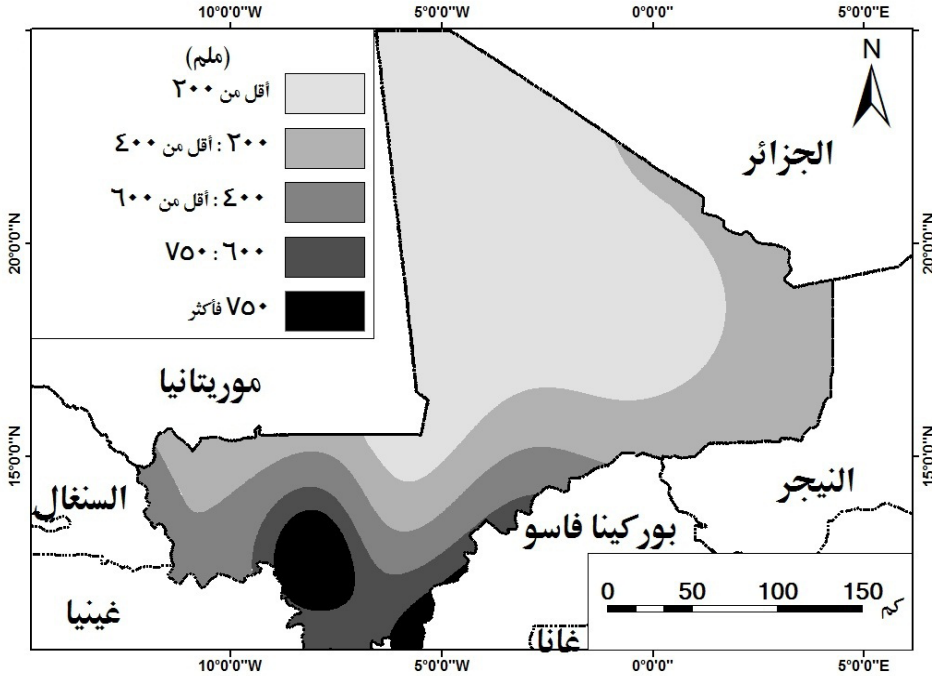 10°0'0"W 5°0'0"W 0°0'0" 5°0'0"E
(ملم)
أقل من ٢٠٠
٢٠٠ : أقل من ٤٠٠
٤٠٠ : أقل من ٦٠٠
٦٠٠ : ٧٥٠
٧٥٠ فأكثر
N
الجزائر
موريتانيا
السنغال
غينيا
بوركينا فاسو
النيجر
غانا
0 50 100 150
كم
20°0'0"N
15°0'0"N
20°0'0"N
15°0'0"N
10°0'0"W 5°0'0"W 0°0'0" 5°0'0"E